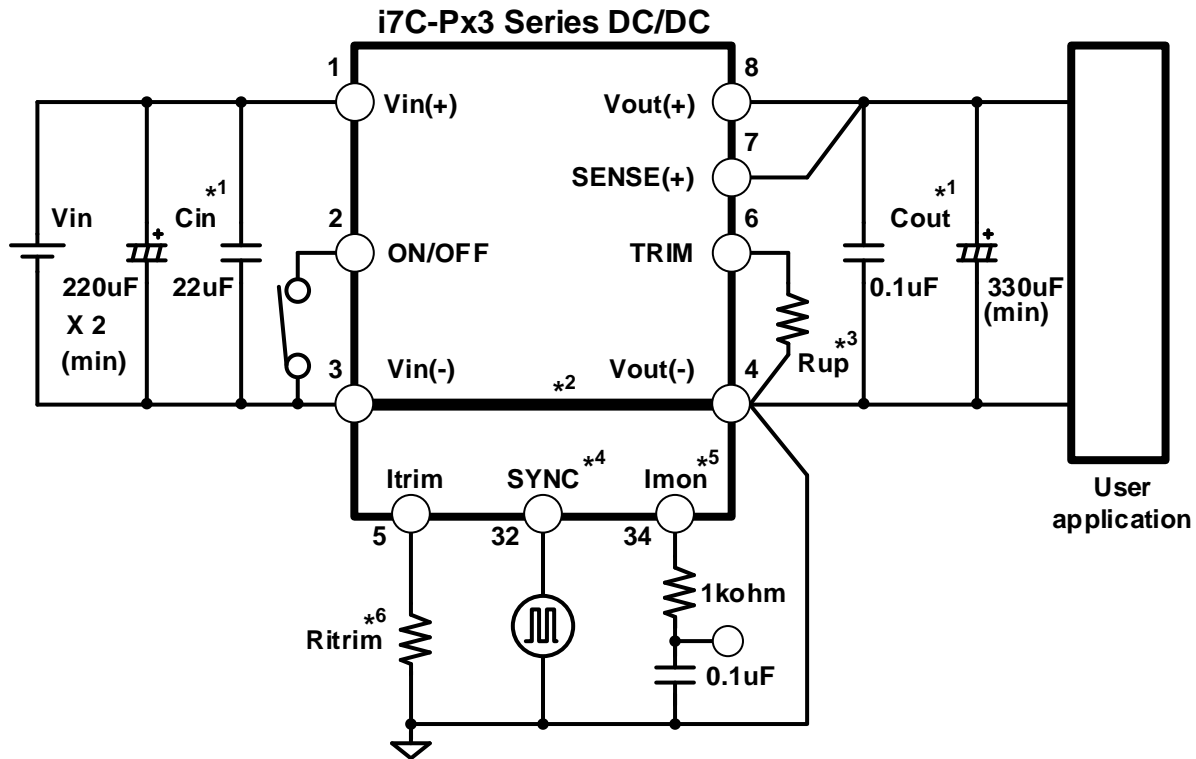 i7C-Px3 Series DC/DC
1
8
Vin(+)
Vout(+)
7
SENSE(+)
*1
*1
Vin
Cin
2
6
Cout
+
+
ON/OFF
TRIM
220uF
22uF
0.1uF
330uF
X 2
(min)
(min)
Rup*3
3
Vin(-)
Vout(-)
4
*2
Itrim
SYNC*4
Imon*5
User
application
5
32
34
1kohm
Ritrim*6
0.1uF